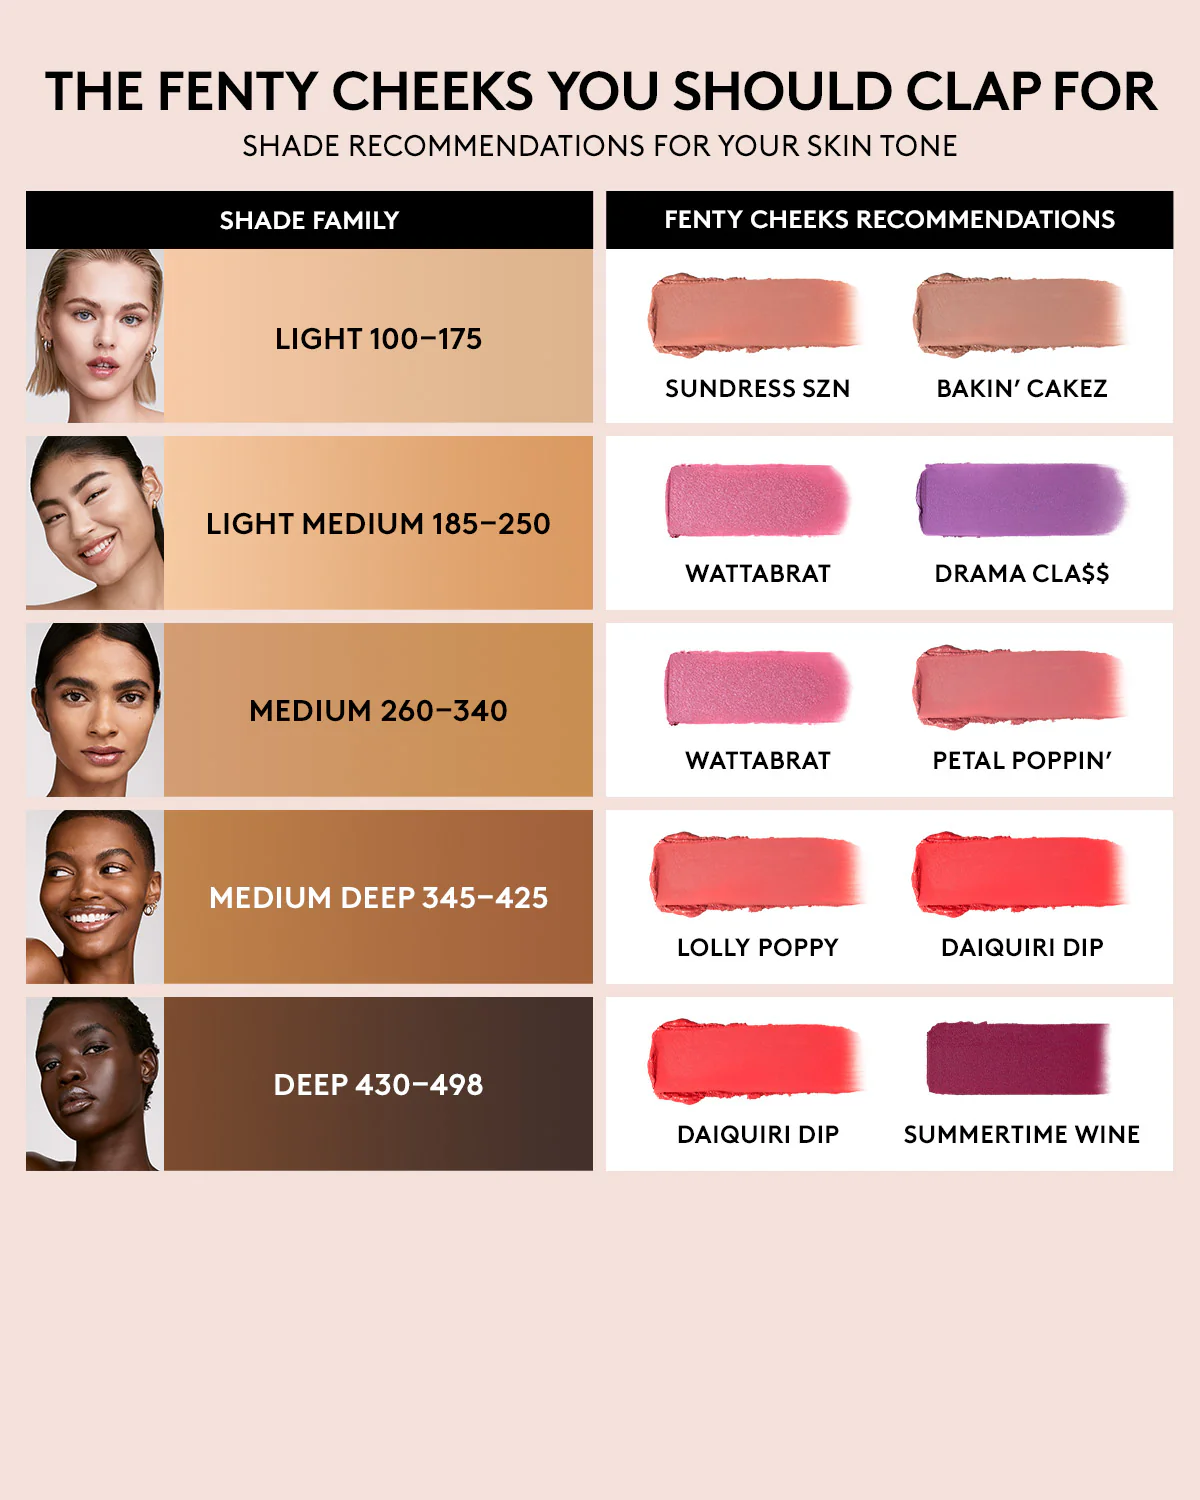 THE FENTY CHEEKS YOU SHOULD CLAP FOR
SHADE RECOMMENDATIONS FOR YOUR SKIN TONE
SHADE FAMILY
FENTY CHEEKS RECOMMENDATIONS
LIGHT 100–175
SUNDRESS SZN
BAKIN’ CAKEZ
LIGHT MEDIUM 185–250
WATTABRAT
DRAMA CLA$$
MEDIUM 260–340
WATTABRAT
PETAL POPPIN’
MEDIUM DEEP 345–425
LOLLY POPPY
DAIQUIRI DIP
DEEP 430–498
DAIQUIRI DIP
SUMMERTIME WINE